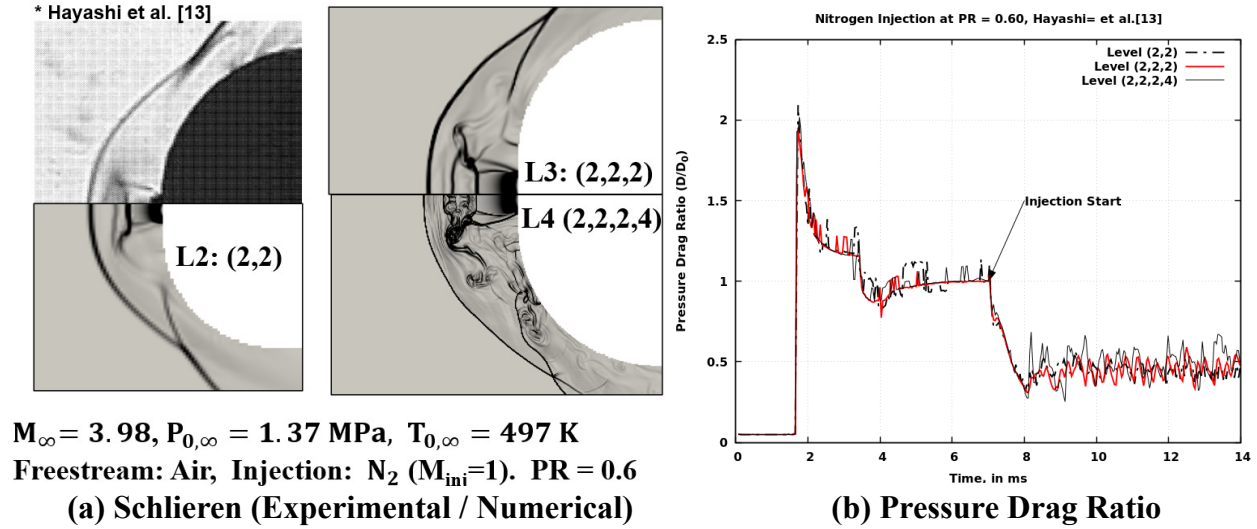 * Hayashi et al. [13]
L2: (2,2)
L3: (2,2,2)
L4 (2,2,2,4)
M∞= 3.98, P0,∞ = 1.37 MPa, T0,∞ = 497 K
Freestream: Air, Injection: N2 (Minj=1). PR = 0.6
(a) Schlieren (Experimental / Numerical)
Nitrogen Injection at PR = 0.60, Hayashi= et al.[13]
Level (2,2)
Level (2,2,2)
Level (2,2,2,4)
Pressure Drag Ratio (D/D0)
2.5
2
1.5
1
0.5
0
Injection Start
0 2 4 6 8 10 12 14
Time, in ms
(b) Pressure Drag Ratio